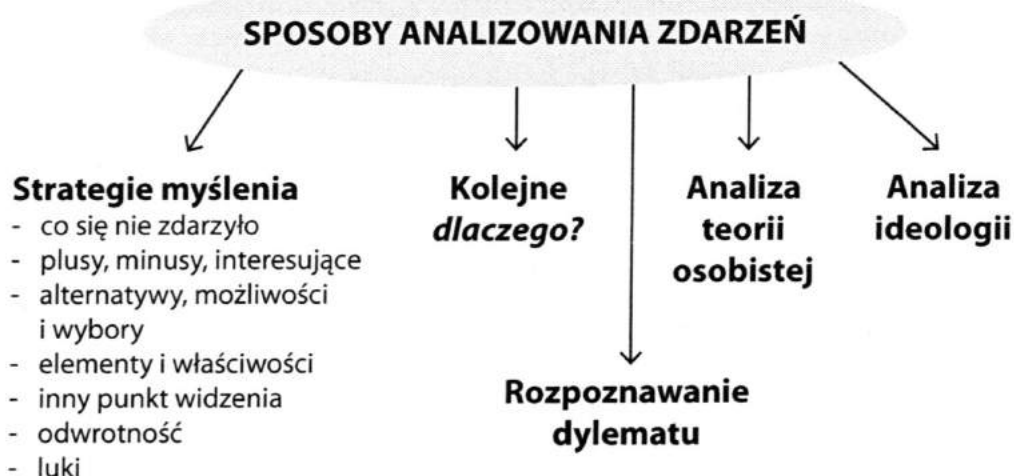 SPOSOBY ANALIZOWANIA ZDARZEŃ
Strategie myślenia
- co się nie zdarzyło
- plusy, minusy, interesujące
- alternatywy, możliwości
i wybory
- elementy i właściwości
- inny punkt widzenia
- odwrotność
- luki
Kolejne
dlaczego?
Rozpoznawanie
dylematu
Analiza
teorii
osobistej
Analiza
ideologii